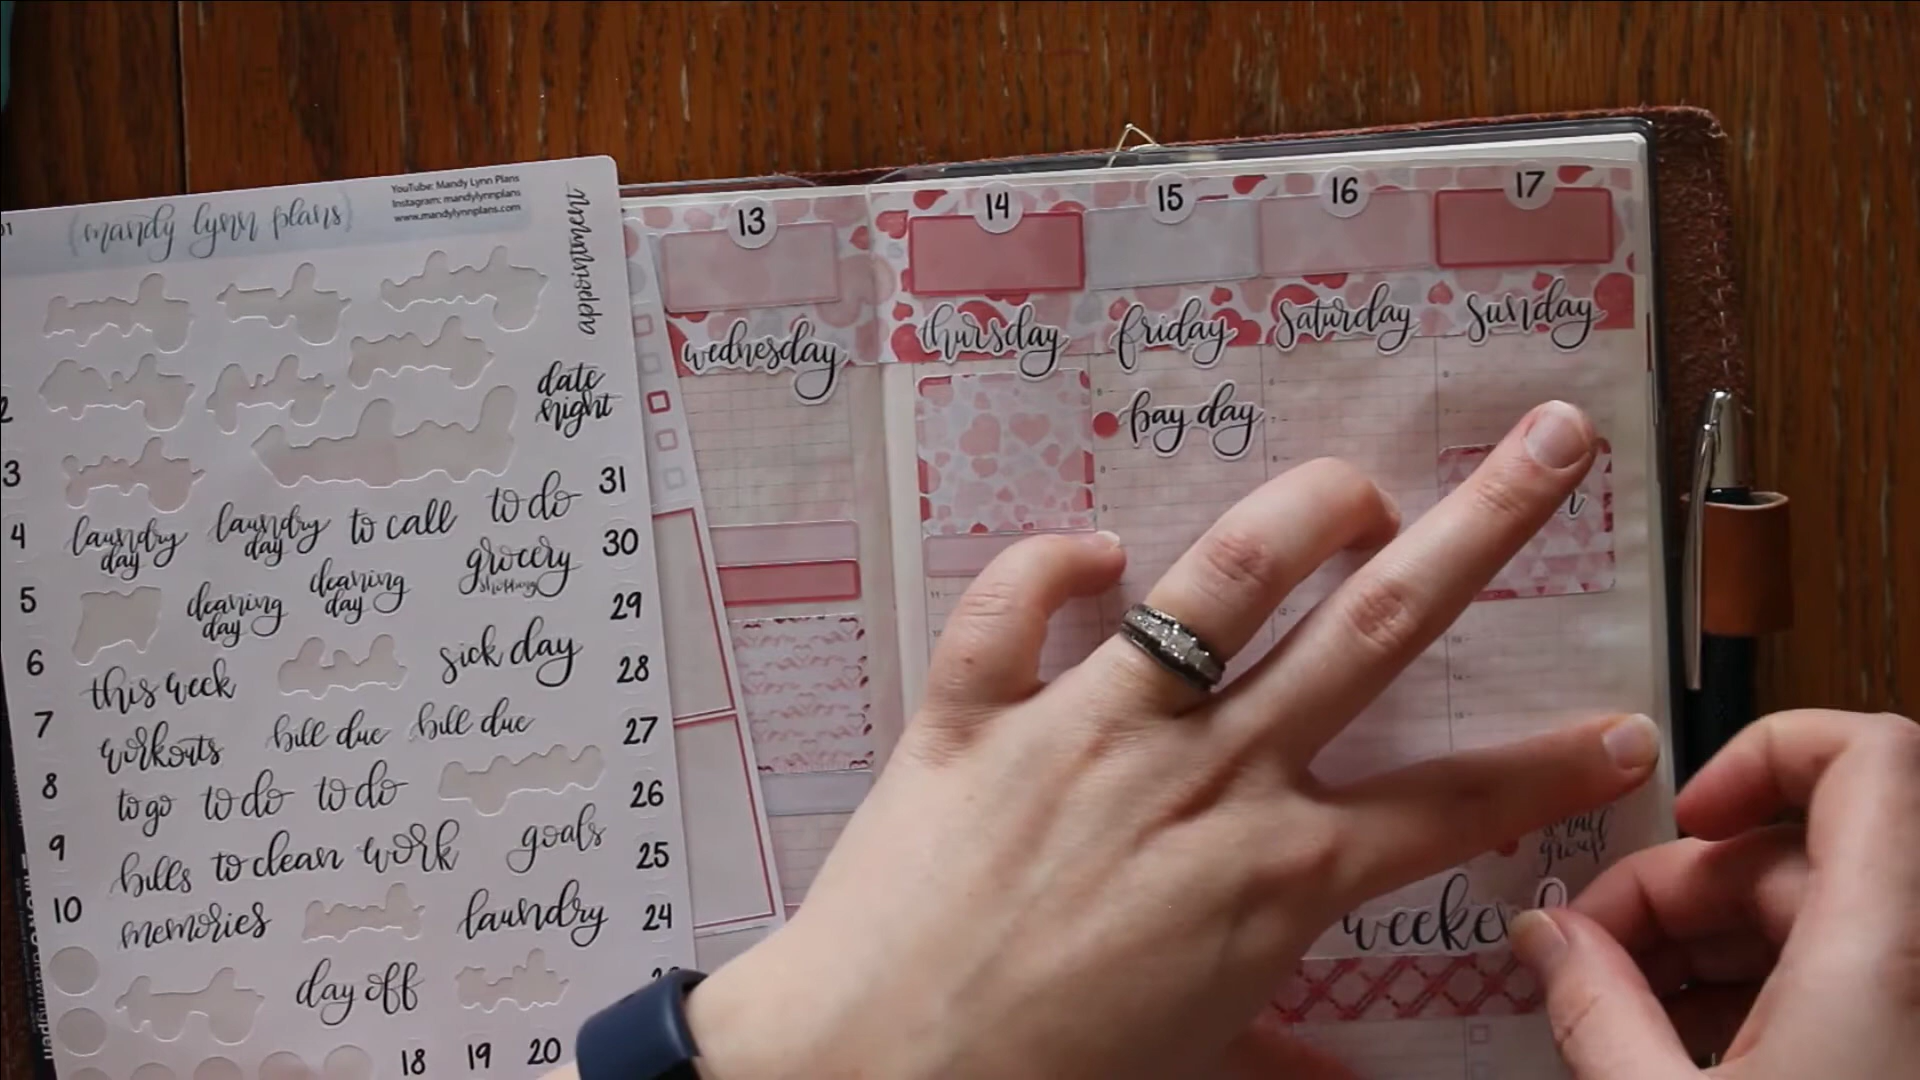 (mandy lynn plans)
YouTube: Mandy Lynn Plans
Instagram: mandylynnplans
www.mandylynnplans.com
appointment
date
night
2
3
4
5
6
7
8
9
10
laundry
day
laundry
day
to call
to do
cleaning
day
cleaning
day
grocery
shopping
this week
sick day
workouts
bill due
bill due
to go
to do
to do
bills
to clean
work
goals
memories
laundry
day off
31
30
29
28
27
26
25
24
18
19
20
13
14
15
16
17
wednesday
thursday
friday
saturday
sunday
pay day
small
group